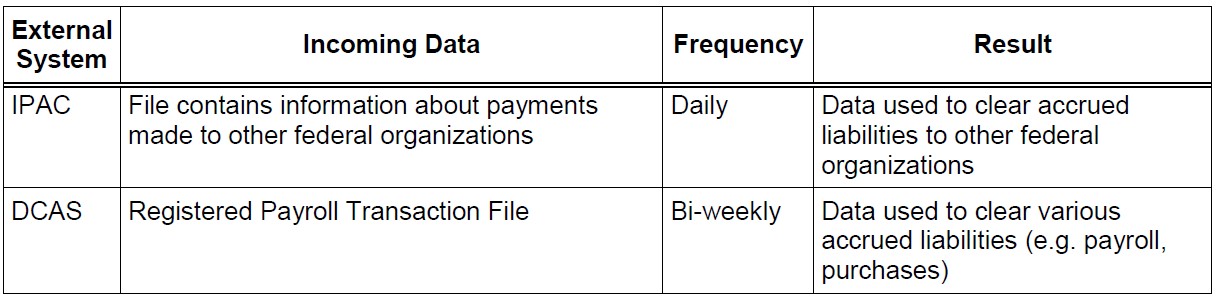 External System Incoming Data Frequency Result
IPAC File contains information about payments Daily Data used to clear accrued
made to other federal organizations liabilities to other federal
organizations
DCAS Registered Payroll Transaction File Bi-weekly Data used to clear various
accrued liabilities (e.g. payroll,
purchases)